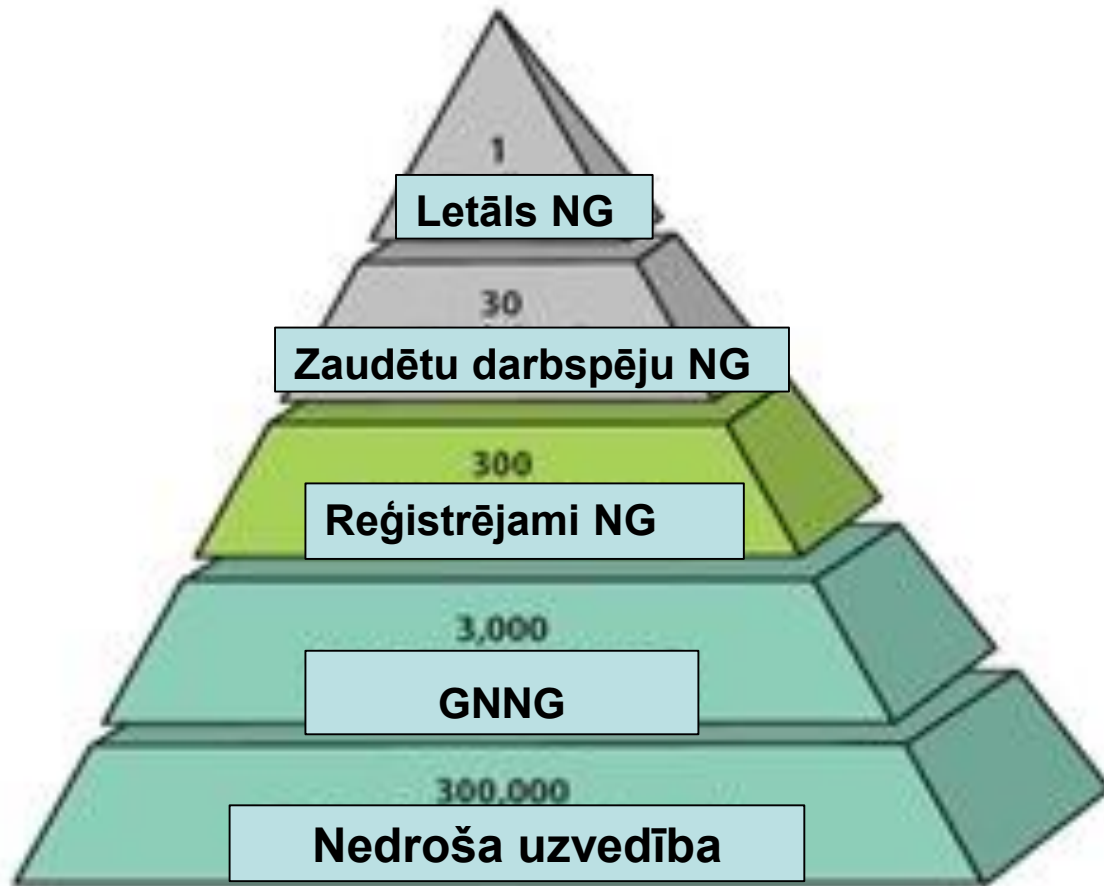 1
Letāls NG
30
Zaudētu darbspēju NG
300
Reģistrējami NG
3,000
GNNG
300,000
Nedroša uzvedība